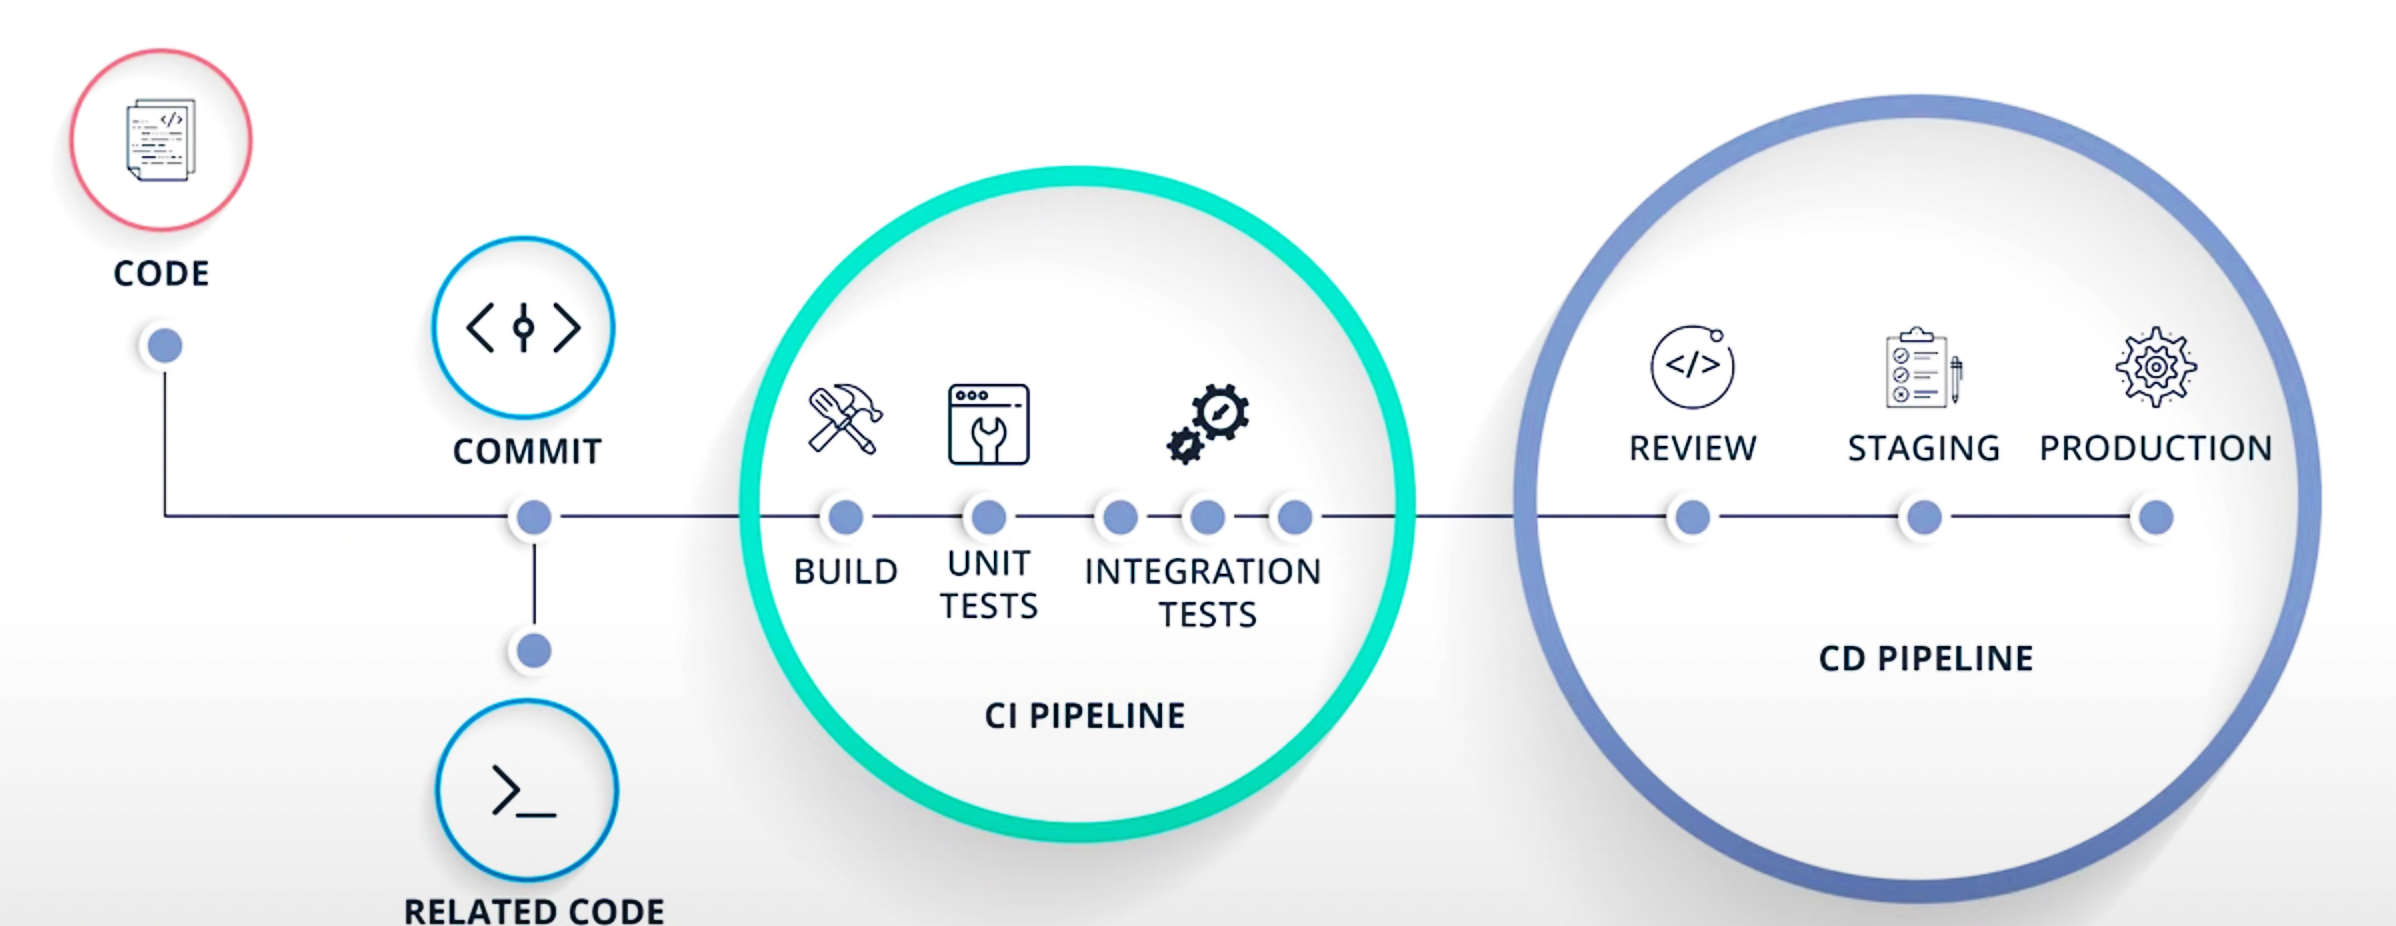 CODE
COMMIT
RELATED CODE
BUILD
UNIT
TESTS
INTEGRATION
TESTS
CI PIPELINE
REVIEW
STAGING
PRODUCTION
CD PIPELINE